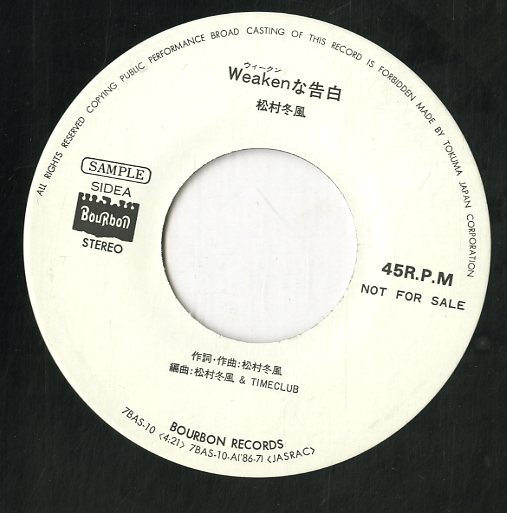 ALL RIGHTS RESERVED COPYING PUBLIC PERFORMANCE BROAD CASTING OF THIS RECORD IS FORBIDDEN MADE BY TOKUMA JAPAN CORPORATION
ウィークン
Weakenな告白
松村冬風
SAMPLE
SIDEA
BOURBON
STEREO
45R.P.M
NOT FOR SALE
作詞・作曲:松村冬風
編曲:松村冬風 & TIMECLUB
BOURBON RECORDS
7BAS-10 〈4:21〉 7BAS-10-A('86-7) 〈JASRAC〉